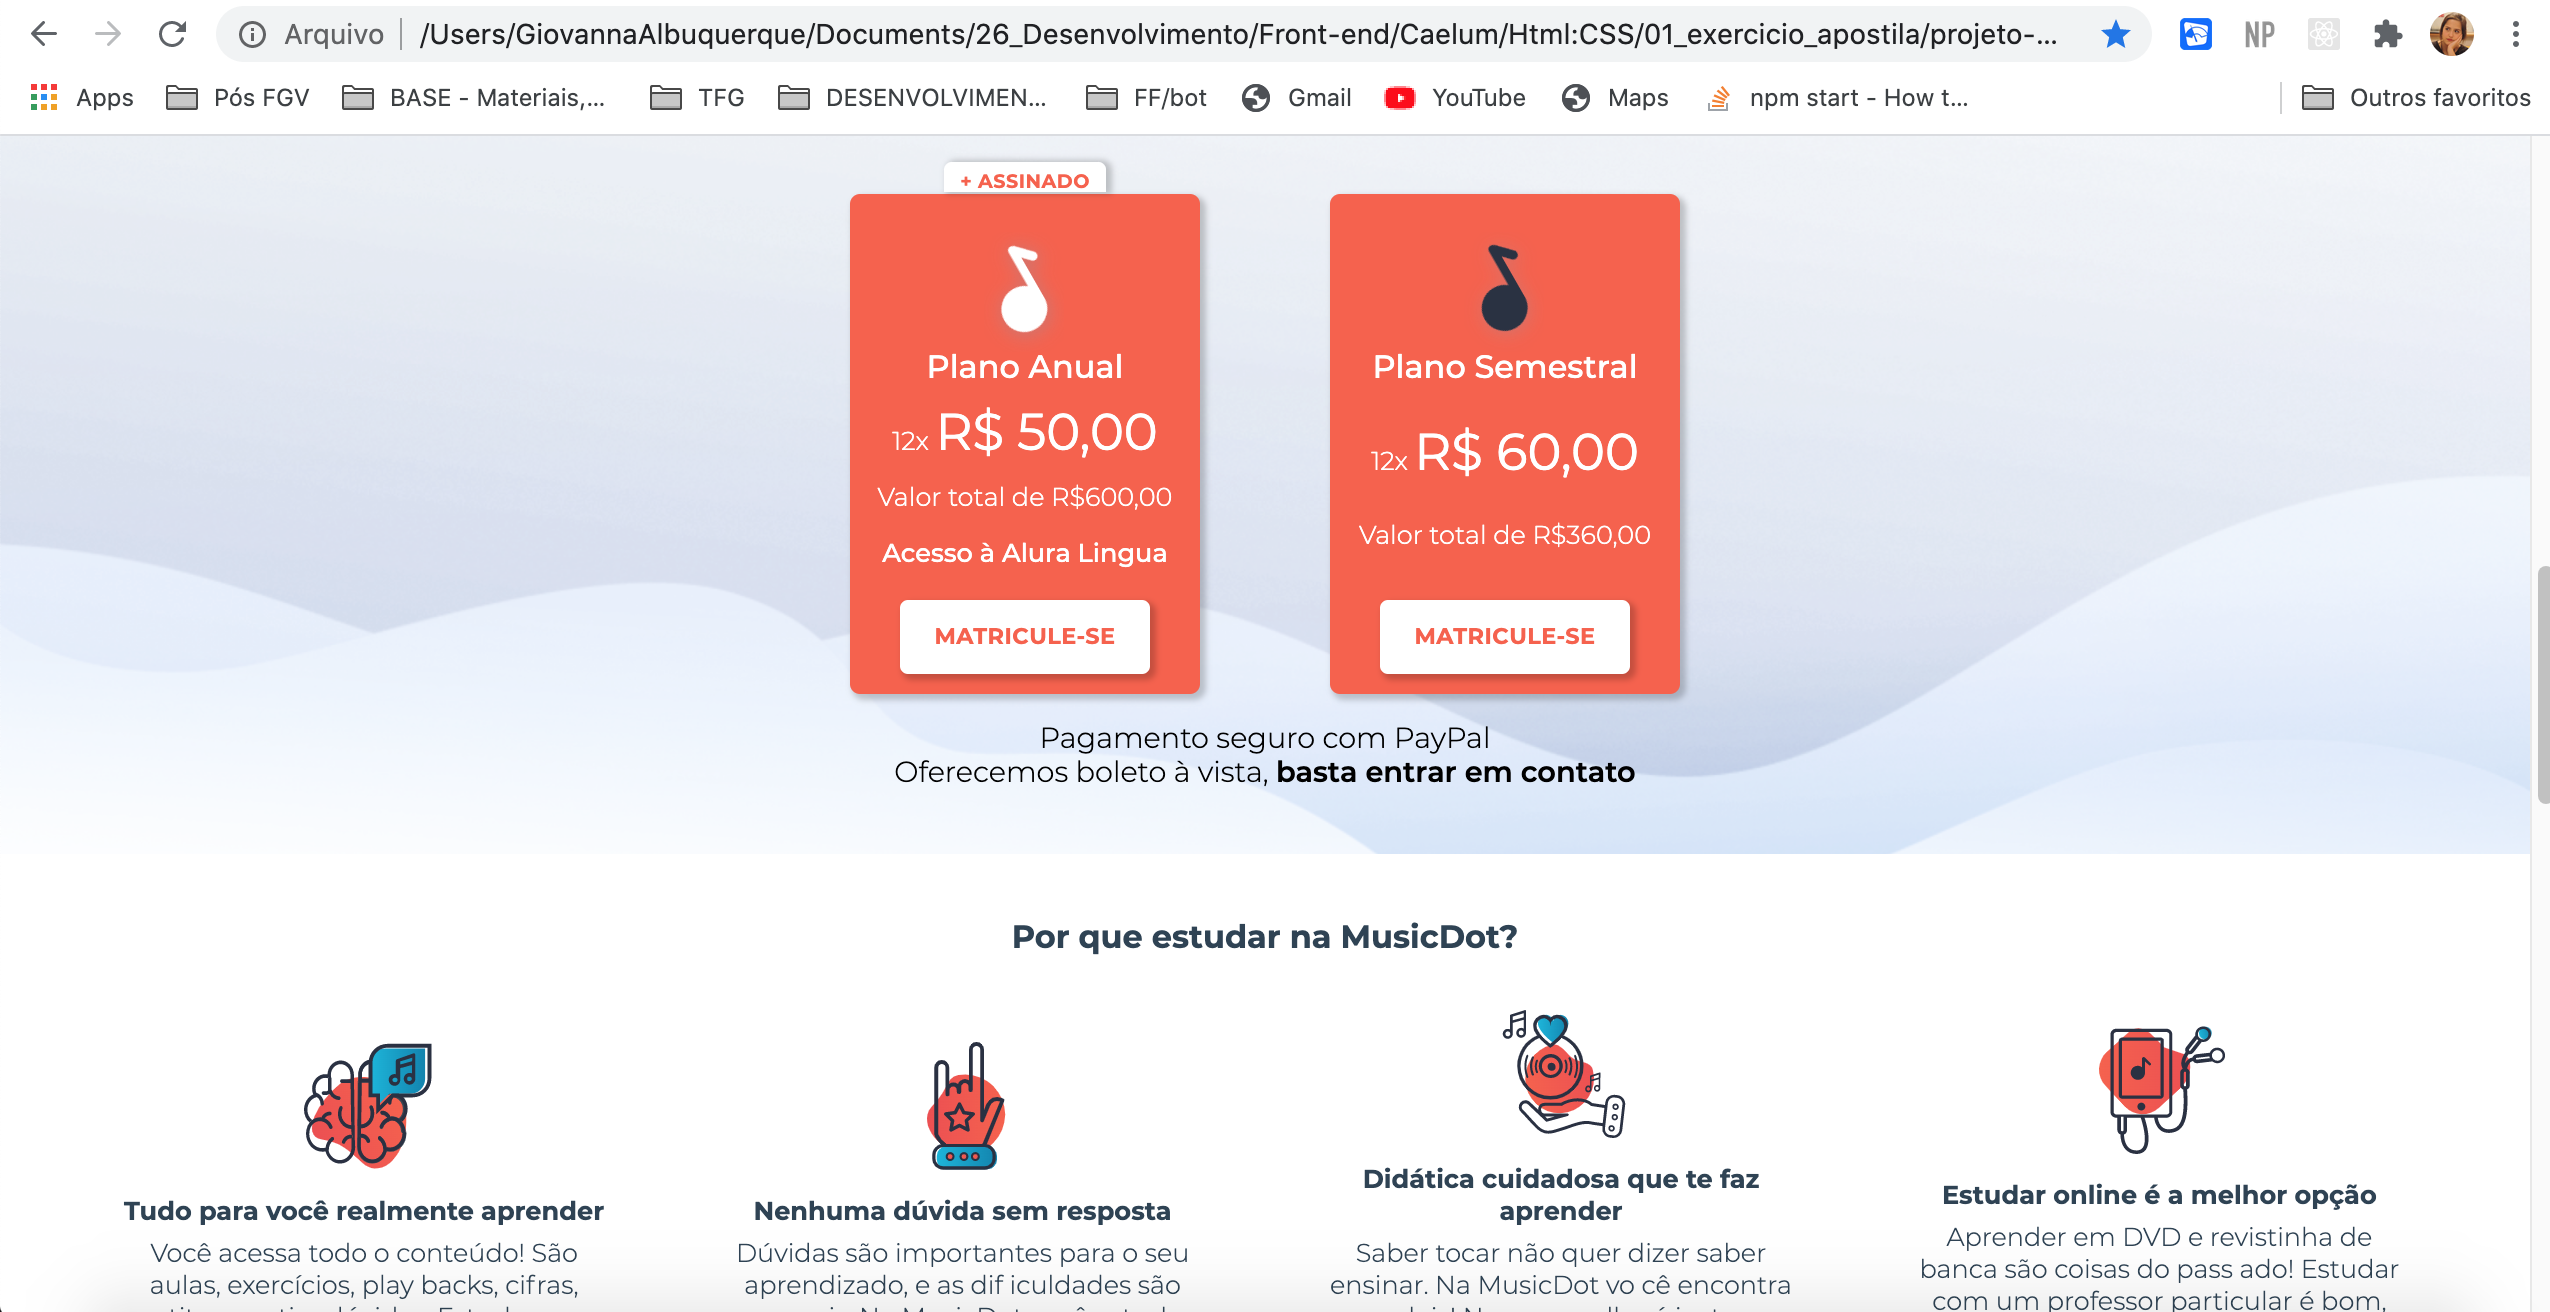 Arquivo
/Users/GiovannaAlbuquerque/Documents/26_Desenvolvimento/Front-end/Caelum/Html:CSS/01_exercicio_apostila/projeto-...
NP
Apps
Pós FGV
BASE - Materiais,...
TFG
DESENVOLVIMEN...
FF/bot
Gmail
YouTube
Maps
npm start - How t...
Outros favoritos
+ ASSINADO
Plano Anual
12x R$ 50,00
Valor total de R$600,00
Acesso à Alura Lingua
MATRICULE-SE
Plano Semestral
12x R$ 60,00
Valor total de R$360,00
MATRICULE-SE
Pagamento seguro com PayPal
Oferecemos boleto à vista, basta entrar em contato
Por que estudar na MusicDot?
Tudo para você realmente aprender
Você acessa todo o conteúdo! São
aulas, exercícios, play backs, cifras,
Nenhuma dúvida sem resposta
Dúvidas são importantes para o seu
aprendizado, e as dif iculdades são
Didática cuidadosa que te faz
aprender
Saber tocar não quer dizer saber
ensinar. Na MusicDot vo cê encontra
Estudar online é a melhor opção
Aprender em DVD e revistinha de
banca são coisas do pass ado! Estudar
com um professor particular é bom,